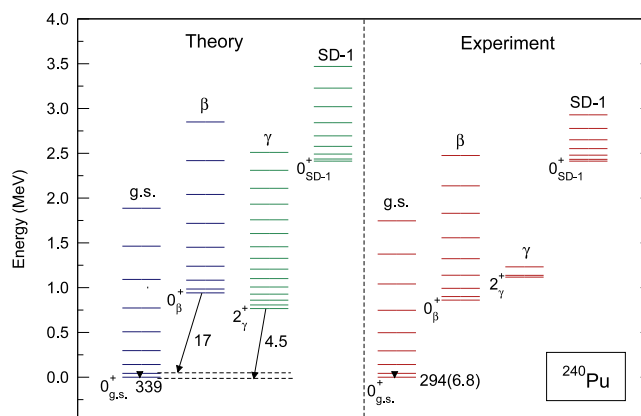 4.0
3.5
3.0
2.5
2.0
1.5
1.0
0.5
0.0
Energy (MeV)
Theory
g.s.
β
γ
SD-1
0⁺SD-1
0⁺β
2⁺γ
17
4.5
0⁺g.s.
339
Experiment
g.s.
β
γ
SD-1
0⁺SD-1
0⁺β
2⁺γ
0⁺g.s.
294(6.8)
²⁴⁰Pu